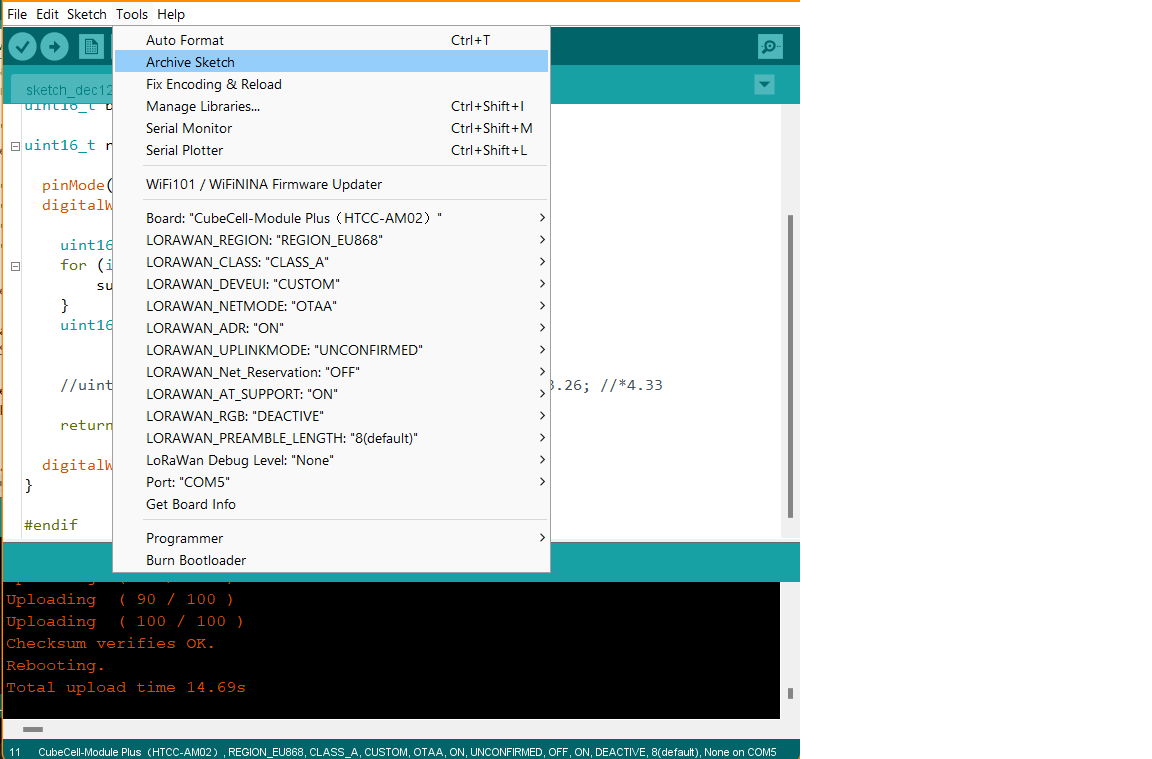 File Edit Sketch Tools Help
sketch_dec12
Auto Format Ctrl+T
Archive Sketch
Fix Encoding & Reload
Manage Libraries... Ctrl+Shift+I
Serial Monitor Ctrl+Shift+M
Serial Plotter Ctrl+Shift+L
WiFi101 / WiFiNINA Firmware Updater
Board: "CubeCell-Module Plus（HTCC-AM02）"
LORAWAN_REGION: "REGION_EU868"
LORAWAN_CLASS: "CLASS_A"
LORAWAN_DEVEUI: "CUSTOM"
LORAWAN_NETMODE: "OTAA"
LORAWAN_ADR: "ON"
LORAWAN_UPLINKMODE: "UNCONFIRMED"
LORAWAN_Net_Reservation: "OFF"
LORAWAN_AT_SUPPORT: "ON"
LORAWAN_RGB: "DEACTIVE"
LORAWAN_PREAMBLE_LENGTH: "8(default)"
LoRaWan Debug Level: "None"
Port: "COM5"
Get Board Info
Programmer
Burn Bootloader
uint16_t
uint16_t
pinMode(
digitalW
uint16
for (i
su
}
uint16
//uint 3.26; //*4.33
return
digitalW
}
#endif
Uploading ( 90 / 100 )
Uploading ( 100 / 100 )
Checksum verifies OK.
Rebooting.
Total upload time 14.69s
11 CubeCell-Module Plus（HTCC-AM02）, REGION_EU868, CLASS_A, CUSTOM, OTAA, ON, UNCONFIRMED, OFF, ON, DEACTIVE, 8(default), None on COM5